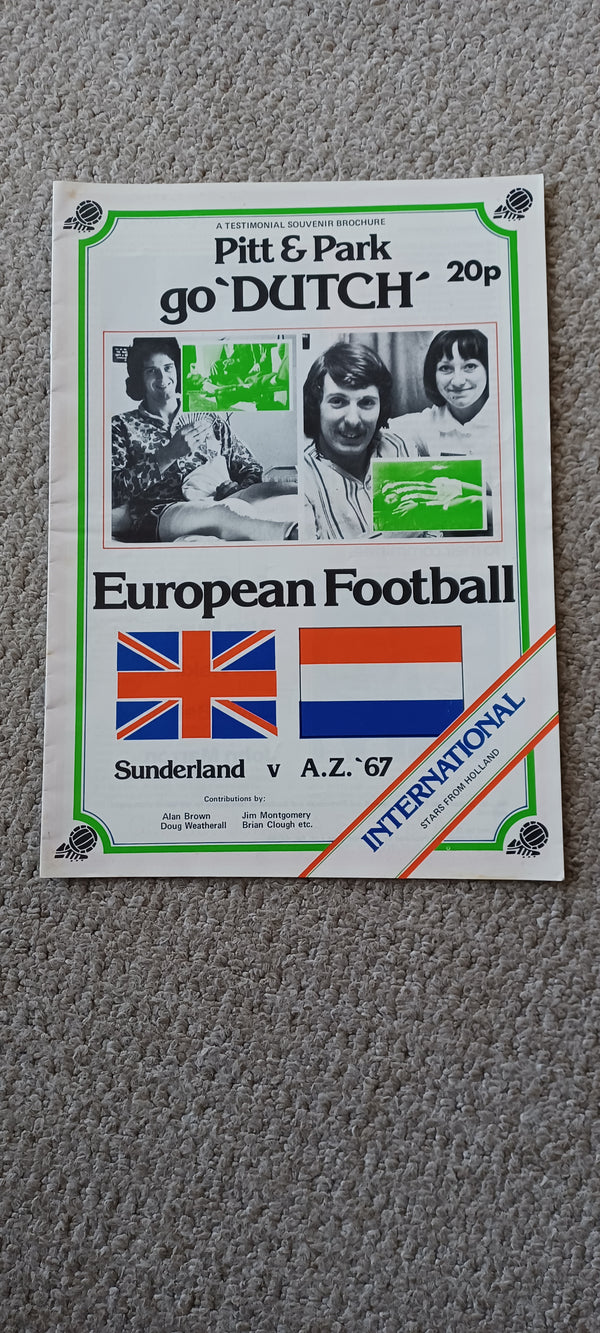 A TESTIMONIAL SOUVENIR BROCHURE
Pitt & Park
go `DUTCH´ 20p
European Football
Sunderland v A.Z.`67
INTERNATIONAL
STARS FROM HOLLAND
Contributions by:
Alan Brown Jim Montgomery
Doug Weatherall Brian Clough etc.